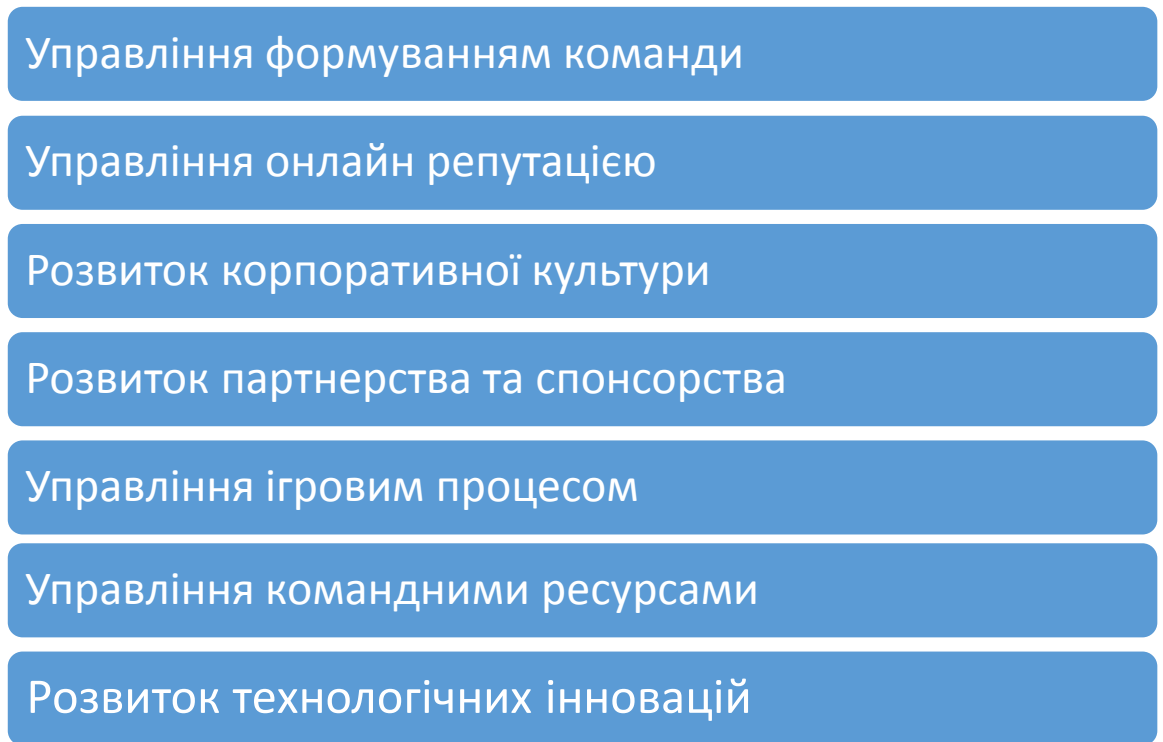 Управління формуванням команди
Управління онлайн репутацією
Розвиток корпоративної культури
Розвиток партнерства та спонсорства
Управління ігровим процесом
Управління командними ресурсами
Розвиток технологічних інновацій